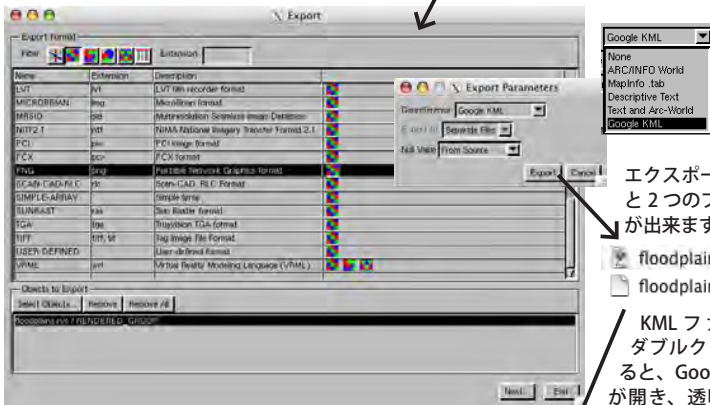 Export
Export Format
Filter
Extension
Name Extension Description
LVT lvt LVT film recorder format
MICROBRIAN img MicroBrian format
MRSID sid Multiresolution Seamless Image Database
NITF2.1 ntf NIMA National Imagery Transfer Format 2.1
PCI pix PCI image format
PCX pcx PCX format
PNG png Portable Network Graphics format
SCAN-CAD-RLC rlc Scan-CAD .RLC Format
SIMPLE-ARRAY Simple array
SUNRAST ras Sun Raster format
TGA tga Truevision TGA format
TIFF tiff, tif Tag Image File Format
USER-DEFINED User-defined format
VRML wrl Virtual Reality Modeling Language (VRML)
Objects to Export
Select Objects... Remove Remove All
floodplains.rvc / RENDERED_GROUP
Next... Exit
Export Parameters
Georeference Google KML
Export to Separate Files
Null Value From Source
Export Cancel
Google KML
None
ARC/INFO World
MapInfo .tab
Descriptive Text
Text and Arc-World
Google KML
エクスポー
と 2 つのフ
が出来ます
floodplain
floodplain
KML ファ
ダブルク
ると、Goo
が開き、透